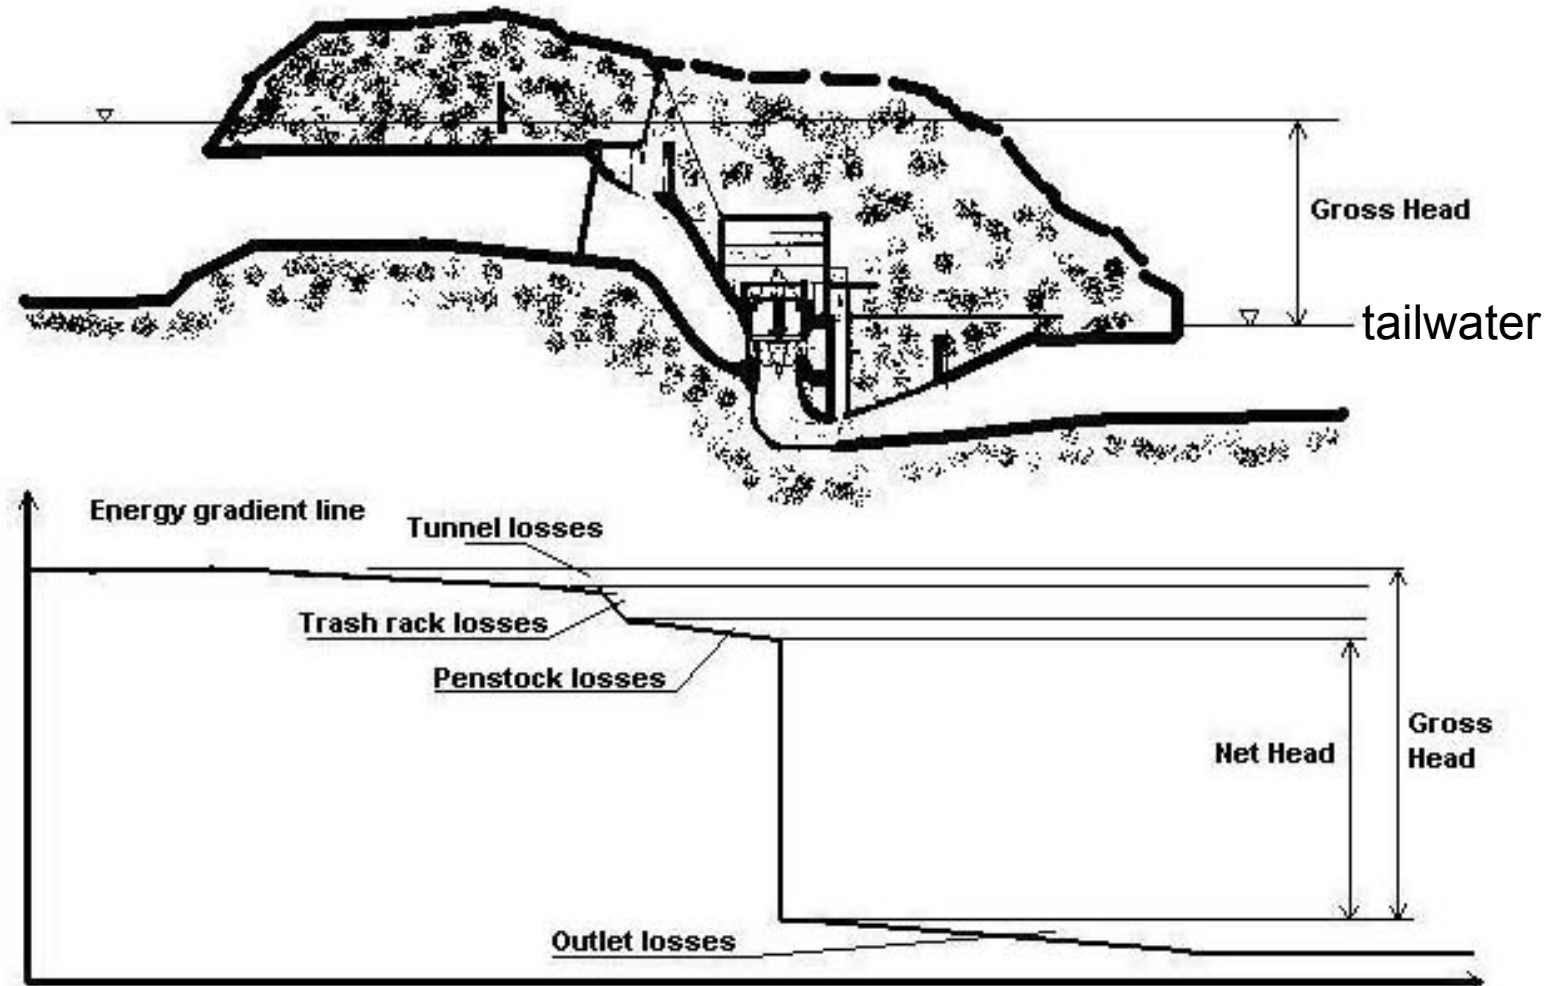 Gross Head
tailwater
Energy gradient line
Tunnel losses
Trash rack losses
Penstock losses
Net Head
Gross
Head
Outlet losses